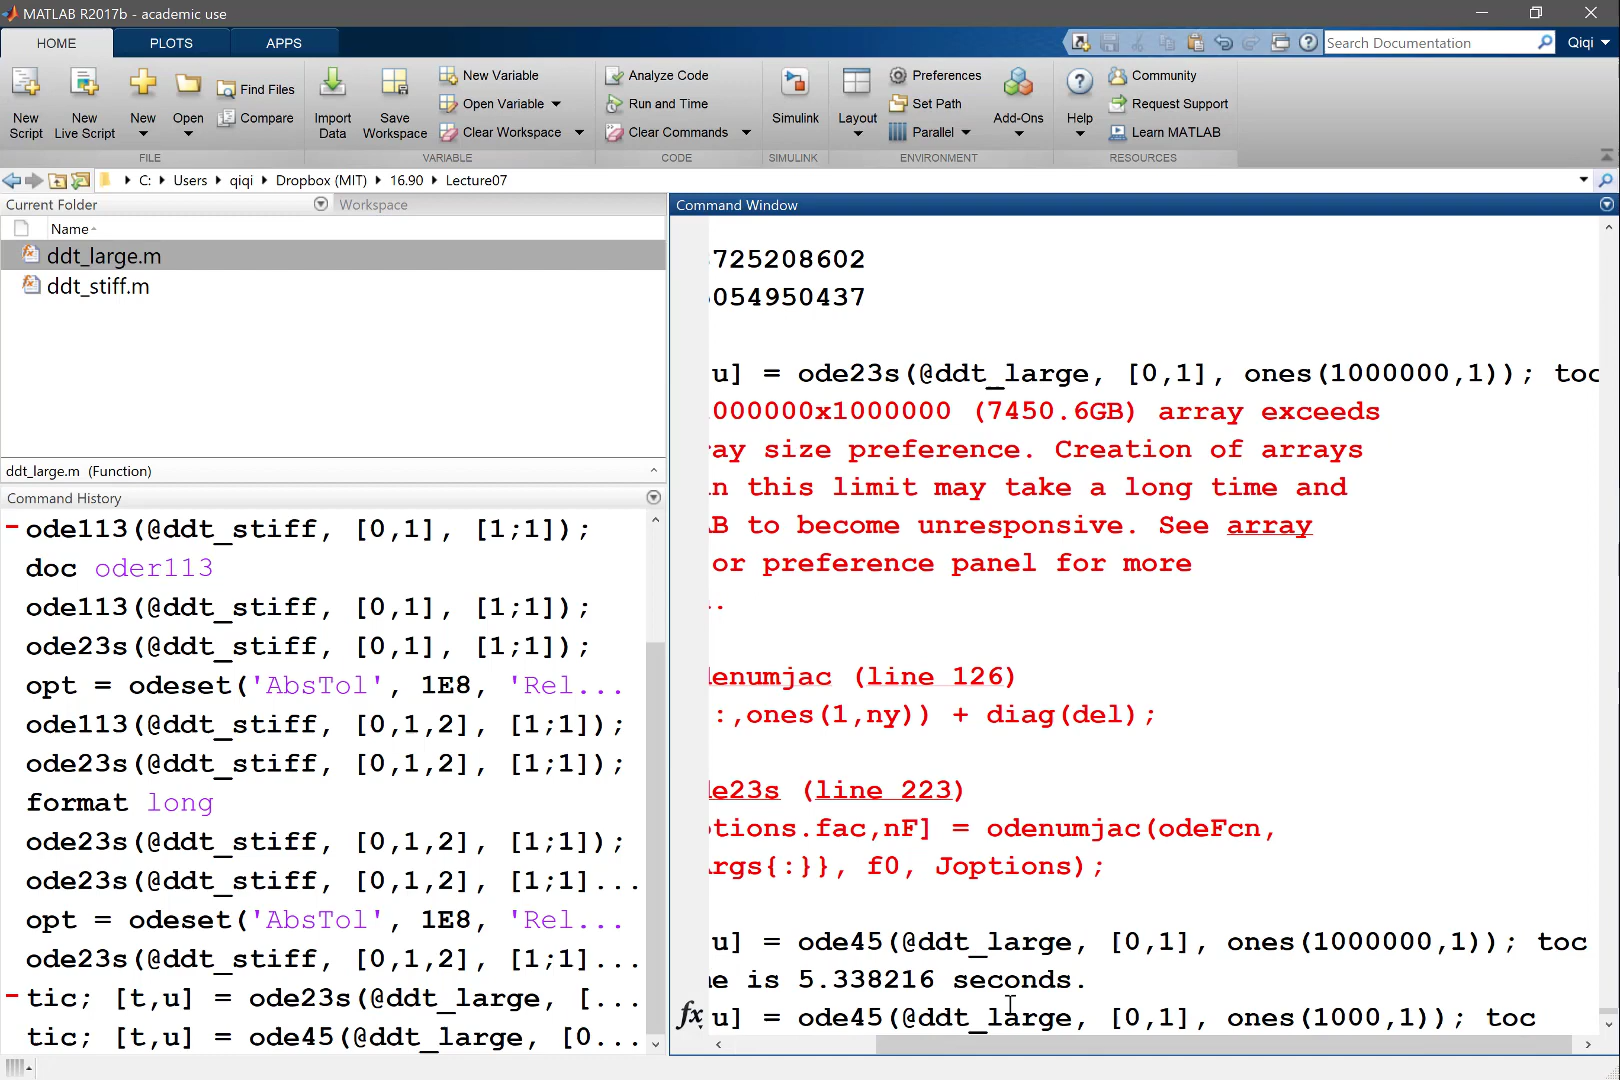 MATLAB R2017b - academic use
HOME PLOTS APPS
Search Documentation Qiqi
New Script
New Live Script
New
Open
Find Files
Compare
Import Data
Save Workspace
New Variable
Open Variable
Clear Workspace
Analyze Code
Run and Time
Clear Commands
Simulink
Layout
Preferences
Set Path
Parallel
Add-Ons
Help
Community
Request Support
Learn MATLAB
FILE VARIABLE CODE SIMULINK ENVIRONMENT RESOURCES
C: Users qiqi Dropbox (MIT) 16.90 Lecture07
Current Folder Workspace
Name
ddt_large.m
ddt_stiff.m
ddt_large.m (Function)
Command History
ode113(@ddt_stiff, [0,1], [1;1]);
doc oder113
ode113(@ddt_stiff, [0,1], [1;1]);
ode23s(@ddt_stiff, [0,1], [1;1]);
opt = odeset('AbsTol', 1E8, 'Rel...
ode113(@ddt_stiff, [0,1,2], [1;1]);
ode23s(@ddt_stiff, [0,1,2], [1;1]);
format long
ode23s(@ddt_stiff, [0,1,2], [1;1]);
ode23s(@ddt_stiff, [0,1,2], [1;1]...
opt = odeset('AbsTol', 1E8, 'Rel...
ode23s(@ddt_stiff, [0,1,2], [1;1]...
tic; [t,u] = ode23s(@ddt_large, [...
tic; [t,u] = ode45(@ddt_large, [0...
Command Window
725208602
054950437
u] = ode23s(@ddt_large, [0,1], ones(1000000,1)); toc
000000x1000000 (7450.6GB) array exceeds
ay size preference. Creation of arrays
n this limit may take a long time and
AB to become unresponsive. See array
or preference panel for more
.
denumjac (line 126)
:,ones(1,ny)) + diag(del);
de23s (line 223)
ptions.fac,nF] = odenumjac(odeFcn,
Args{:}}, f0, Joptions);
u] = ode45(@ddt_large, [0,1], ones(1000000,1)); toc
me is 5.338216 seconds.
fx u] = ode45(@ddt_large, [0,1], ones(1000,1)); toc